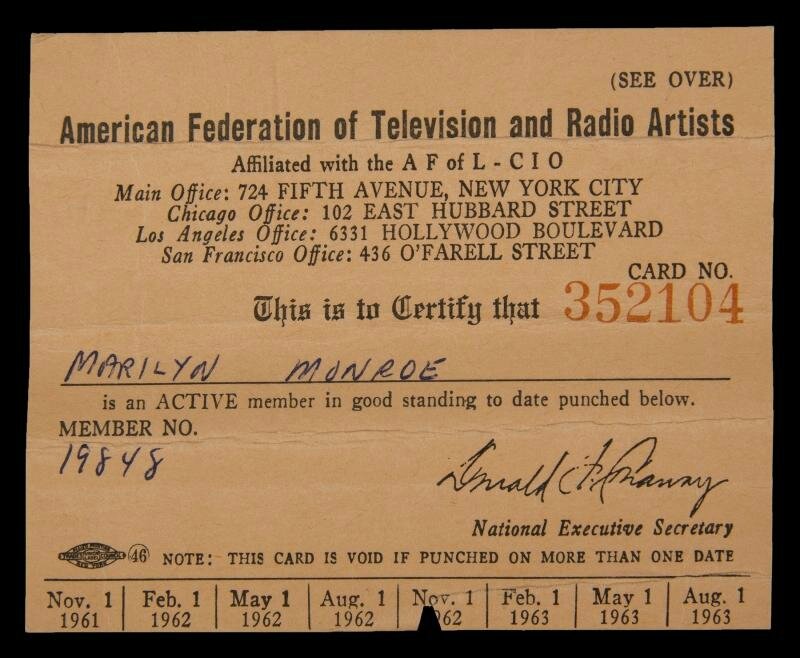 (SEE OVER)
American Federation of Television and Radio Artists
Affiliated with the A F of L - C I O
Main Office: 724 FIFTH AVENUE, NEW YORK CITY
Chicago Office: 102 EAST HUBBARD STREET
Los Angeles Office: 6331 HOLLYWOOD BOULEVARD
San Francisco Office: 436 O'FARELL STREET
CARD NO.
This is to Certify that 352104
MARILYN MONROE
is an ACTIVE member in good standing to date punched below.
MEMBER NO.
19848
National Executive Secretary
46 NOTE: THIS CARD IS VOID IF PUNCHED ON MORE THAN ONE DATE
Nov. 1 Feb. 1 May 1 Aug. 1 Nov. 1 Feb. 1 May 1 Aug. 1
1961 1962 1962 1962 62 1963 1963 1963